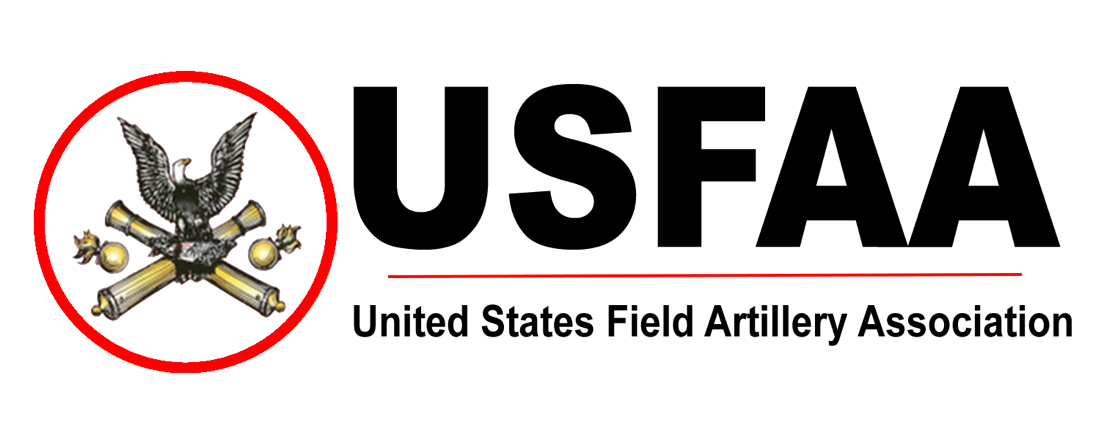 USFAA
United States Field Artillery Association